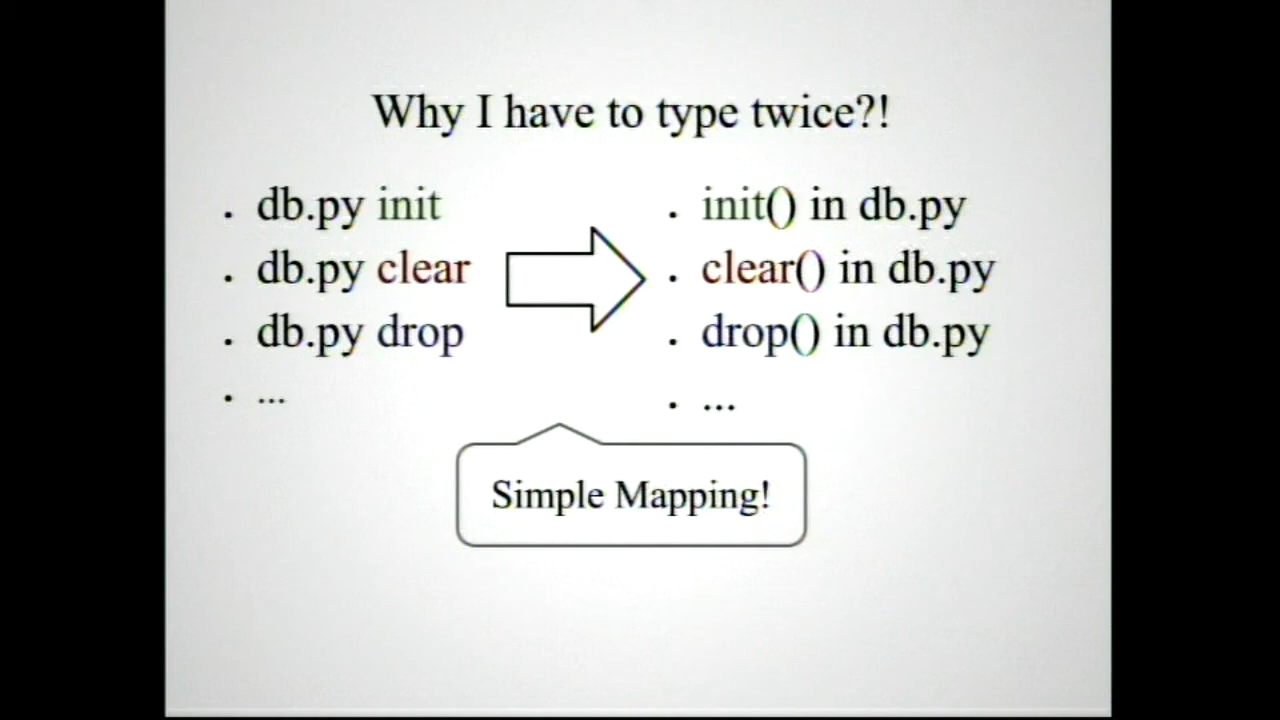 Why I have to type twice?!
. db.py init
. db.py clear
. db.py drop
. ...
. init() in db.py
. clear() in db.py
. drop() in db.py
. ...
Simple Mapping!